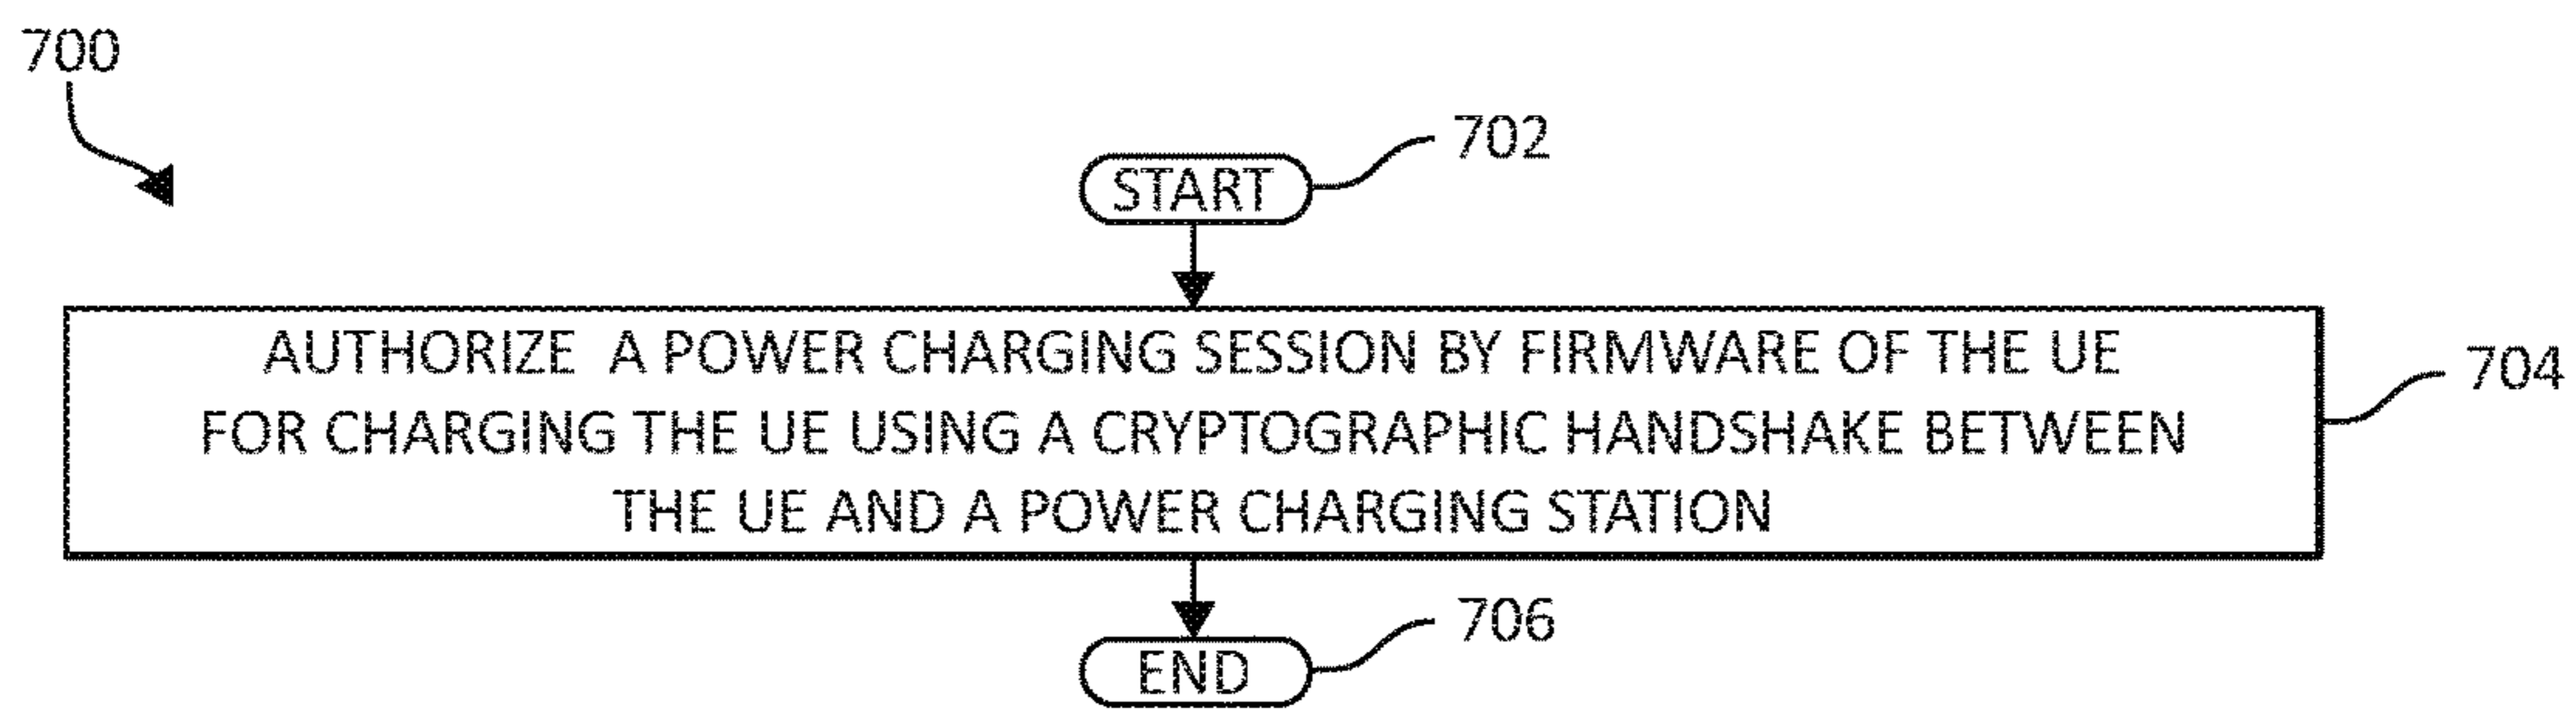 700
702
START
AUTHORIZE A POWER CHARGING SESSION BY FIRMWARE OF THE UE
FOR CHARGING THE UE USING A CRYPTOGRAPHIC HANDSHAKE BETWEEN
THE UE AND A POWER CHARGING STATION
704
706
END